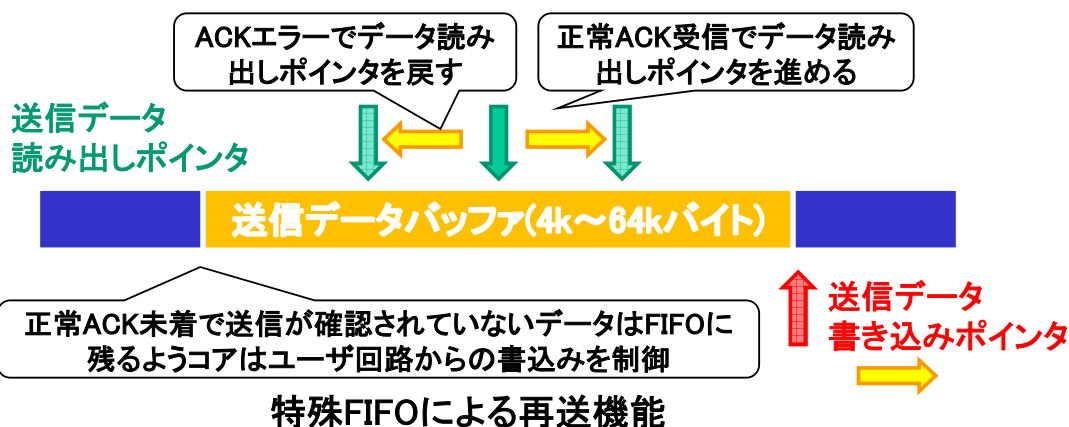 ACKエラーでデータ読み
出しポインタを戻す
正常ACK受信でデータ読み
出しポインタを進める
送信データ
読み出しポインタ
送信データバッファ(4k～64kバイト)
正常ACK未着で送信が確認されていないデータはFIFOに
残るようコアはユーザ回路からの書込みを制御
送信データ
書き込みポインタ
特殊FIFOによる再送機能